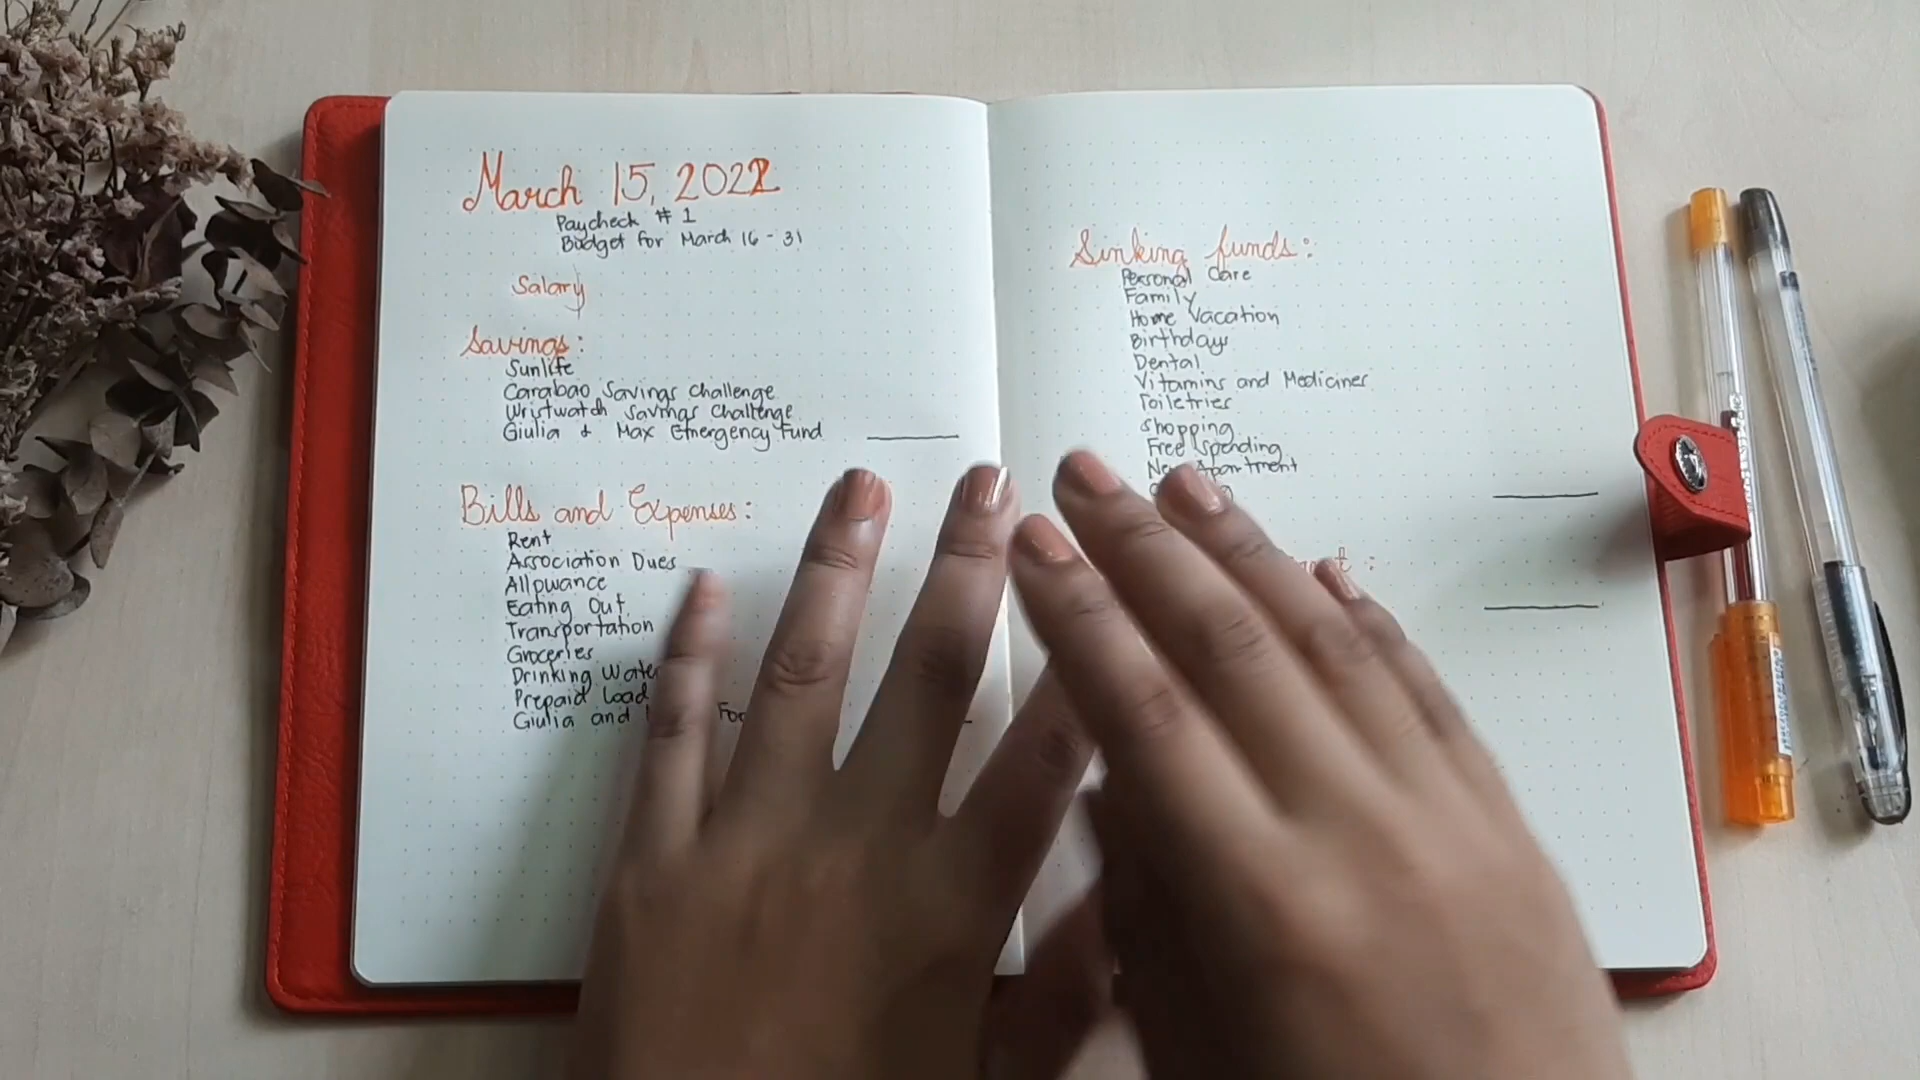 March 15, 2022
Paycheck # 1
Budget for March 16 - 31
Salary
Savings:
Sunlife
Carabao Savings Challenge
Wristwatch Savings Challenge
Giulia & Max Emergency Fund
Bills and Expenses:
Rent
Association Dues
Allowance
Eating Out
Transportation
Groceries
Drinking Water
Prepaid Load
Giulia and
Sinking funds:
Personal Care
Family
Home Vacation
Birthdays
Dental
Vitamins and Medicines
Toiletries
Shopping
Free Spending
New Apartment